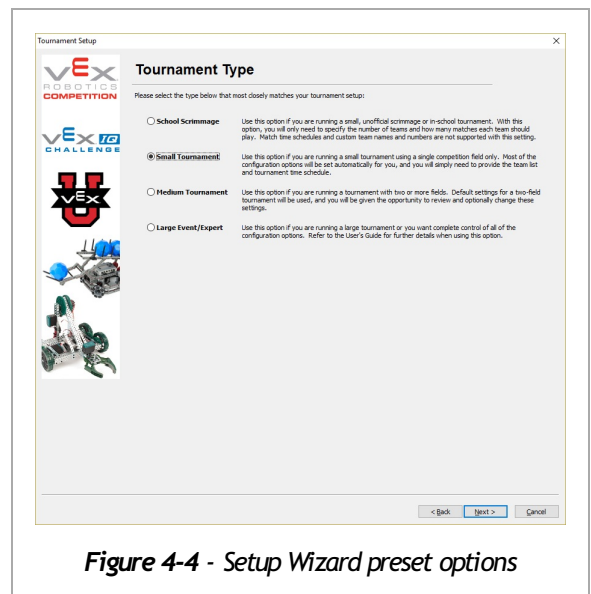 Tournament Setup
VEX
ROBOTICS
COMPETITION
Tournament Type
Please select the type below that most closely matches your tournament setup:
School Scrimmage
Use this option if you are running a small, unofficial scrimmage or in-school tournament. With this
option, you will only need to specify the number of teams and how many matches each team should
play. Match time schedules and custom team names and numbers are not supported with this setting.
VEX IQ
CHALLENGE
Small Tournament
Use this option if you are running a small tournament using a single competition field only. Most of the
configuration options will be set automatically for you, and you will simply need to provide the team list
and tournament time schedule.
VEX
U
Medium Tournament
Use this option if you are running a tournament with two or more fields. Default settings for a two-field
tournament will be used, and you will be given the opportunity to review and optionally change these
settings.
Large Event/Expert
Use this option if you are running a large tournament or you want complete control of all of the
configuration options. Refer to the User's Guide for further details when using this option.
< Back
Next >
Cancel
Figure 4-4 - Setup Wizard preset options